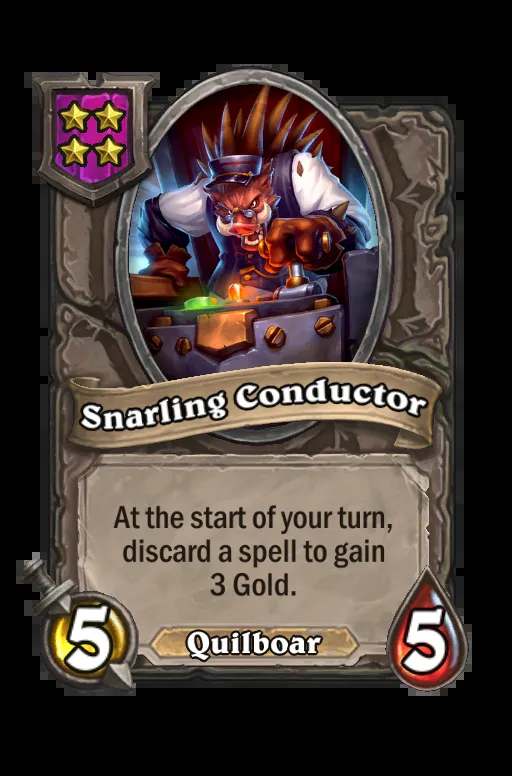 Snarling Conductor
At the start of your turn,
discard a spell to gain
3 Gold.
5
Quilboar
5